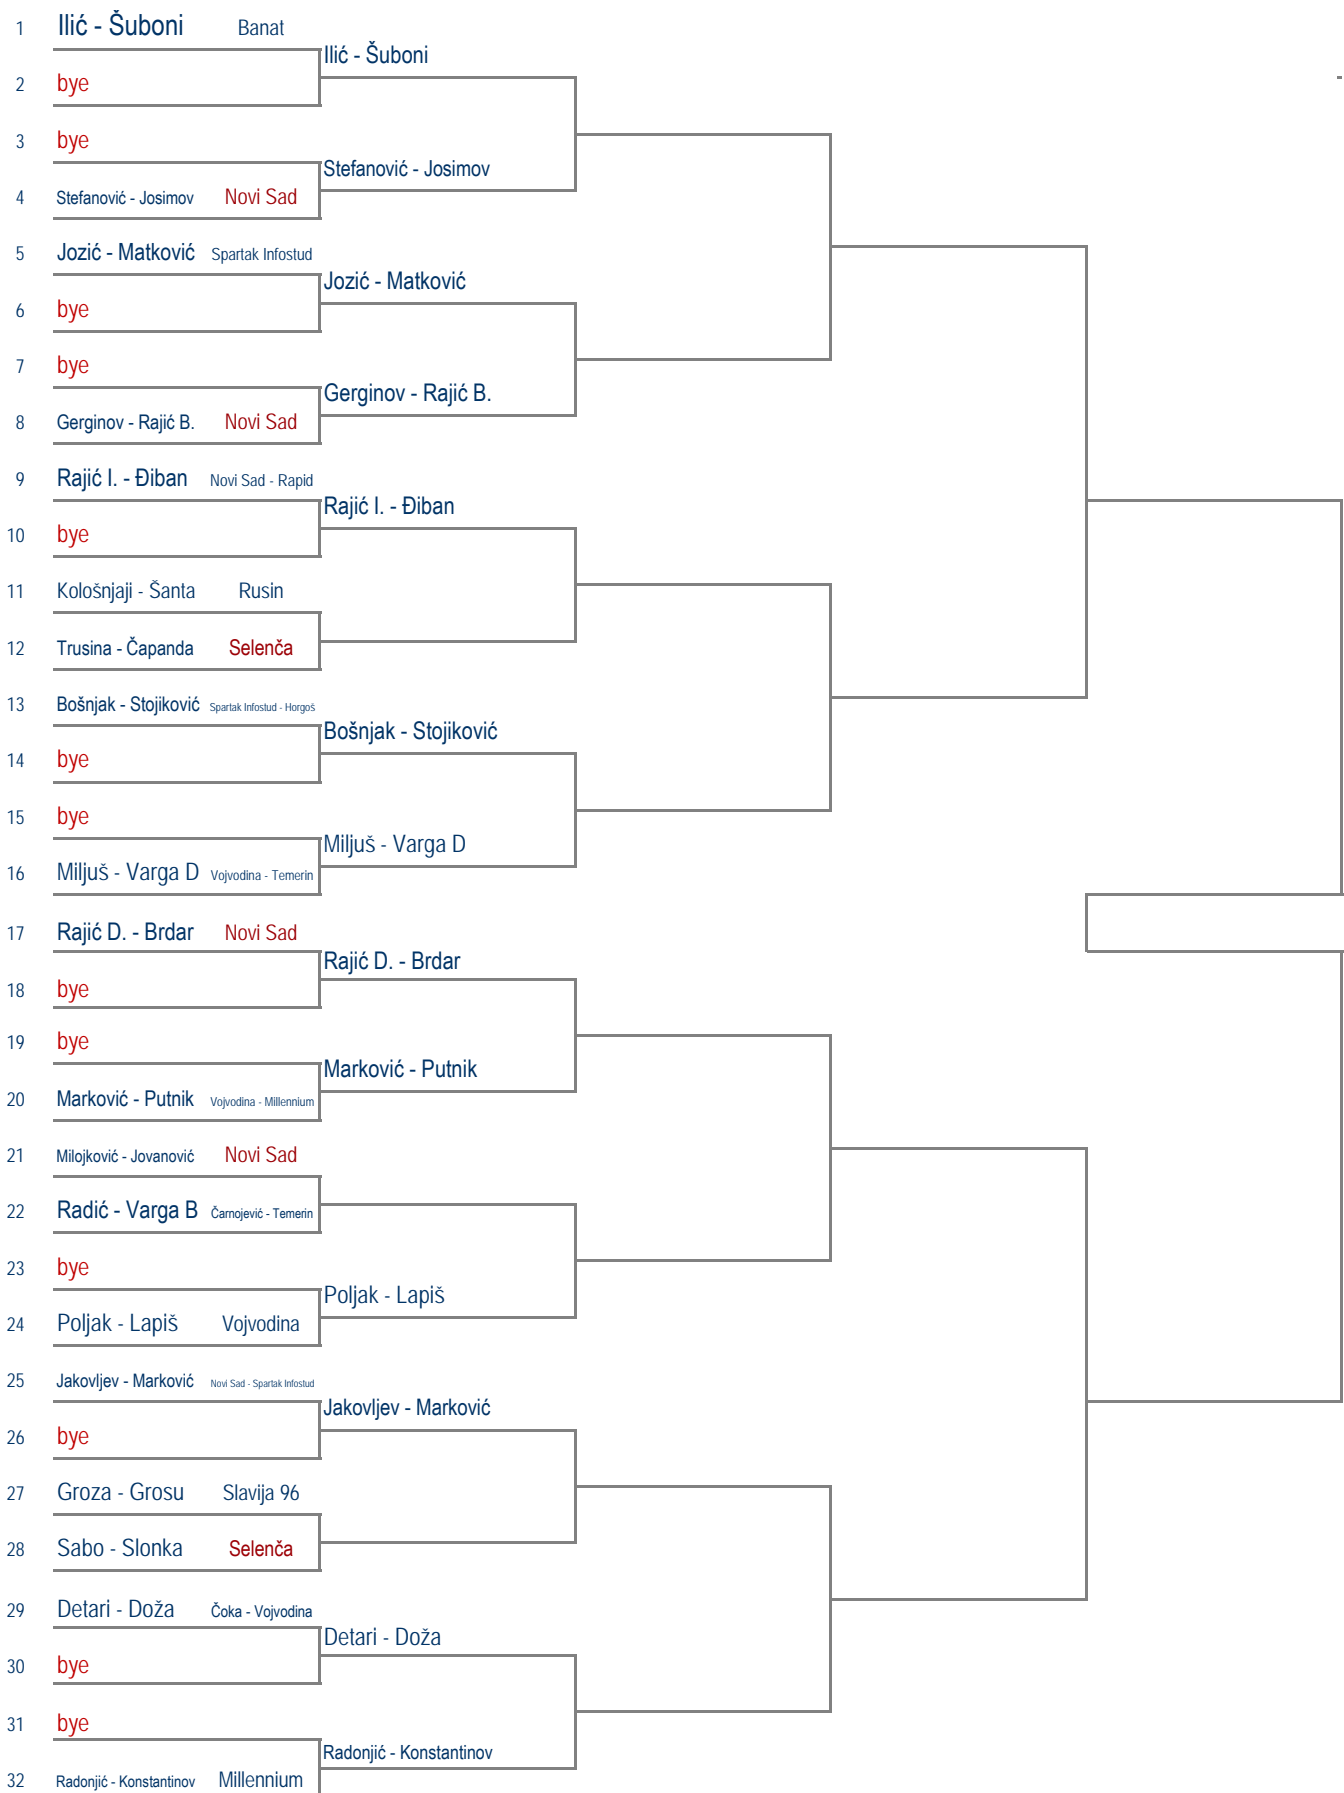 1 Ilić - Šuboni Banat
Ilić - Šuboni
2 bye
3 bye
Stefanović - Josimov
4 Stefanović - Josimov Novi Sad
5 Jozić - Matković Spartak Infostud
Jozić - Matković
6 bye
7 bye
Gerginov - Rajić B.
8 Gerginov - Rajić B. Novi Sad
9 Rajić I. - Điban Novi Sad - Rapid
Rajić I. - Điban
10 bye
11 Kološnjaji - Šanta Rusin
12 Trusina - Čapanda Selenča
13 Bošnjak - Stojiković Spartak Infostud - Horgoš
Bošnjak - Stojiković
14 bye
15 bye
Miljuš - Varga D
16 Miljuš - Varga D Vojvodina - Temerin
17 Rajić D. - Brdar Novi Sad
Rajić D. - Brdar
18 bye
19 bye
Marković - Putnik
20 Marković - Putnik Vojvodina - Millennium
21 Milojković - Jovanović Novi Sad
22 Radić - Varga B Čarnojević - Temerin
23 bye
Poljak - Lapiš
24 Poljak - Lapiš Vojvodina
25 Jakovljev - Marković Novi Sad - Spartak Infostud
Jakovljev - Marković
26 bye
27 Groza - Grosu Slavija 96
28 Sabo - Slonka Selenča
29 Detari - Doža Čoka - Vojvodina
Detari - Doža
30 bye
31 bye
Radonjić - Konstantinov
32 Radonjić - Konstantinov Millennium